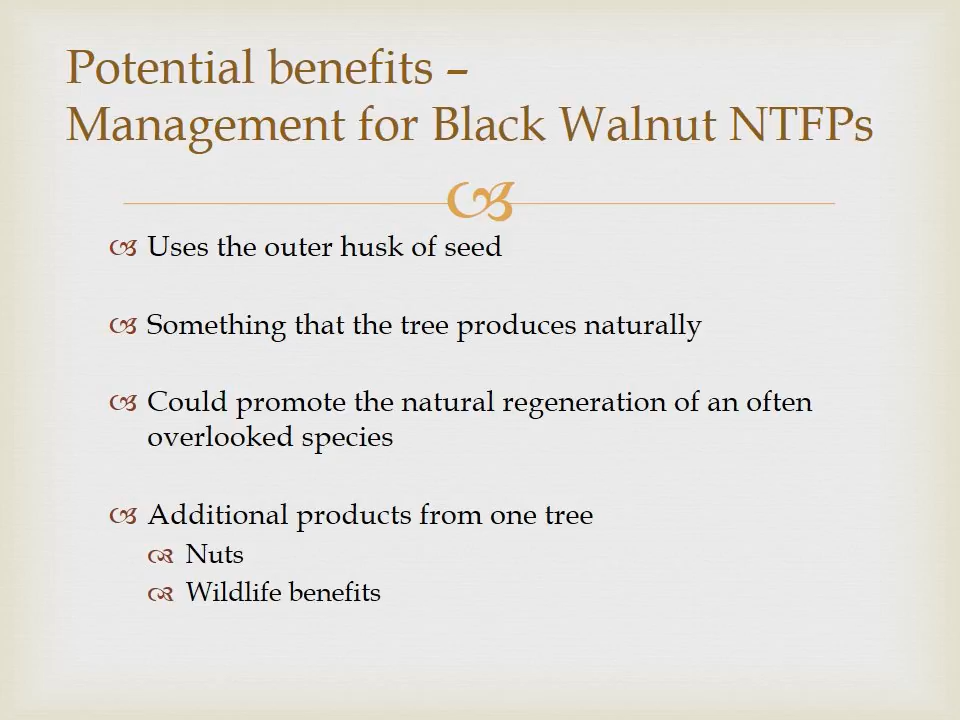 Potential benefits –
Management for Black Walnut NTFPs
Uses the outer husk of seed
Something that the tree produces naturally
Could promote the natural regeneration of an often
overlooked species
Additional products from one tree
Nuts
Wildlife benefits